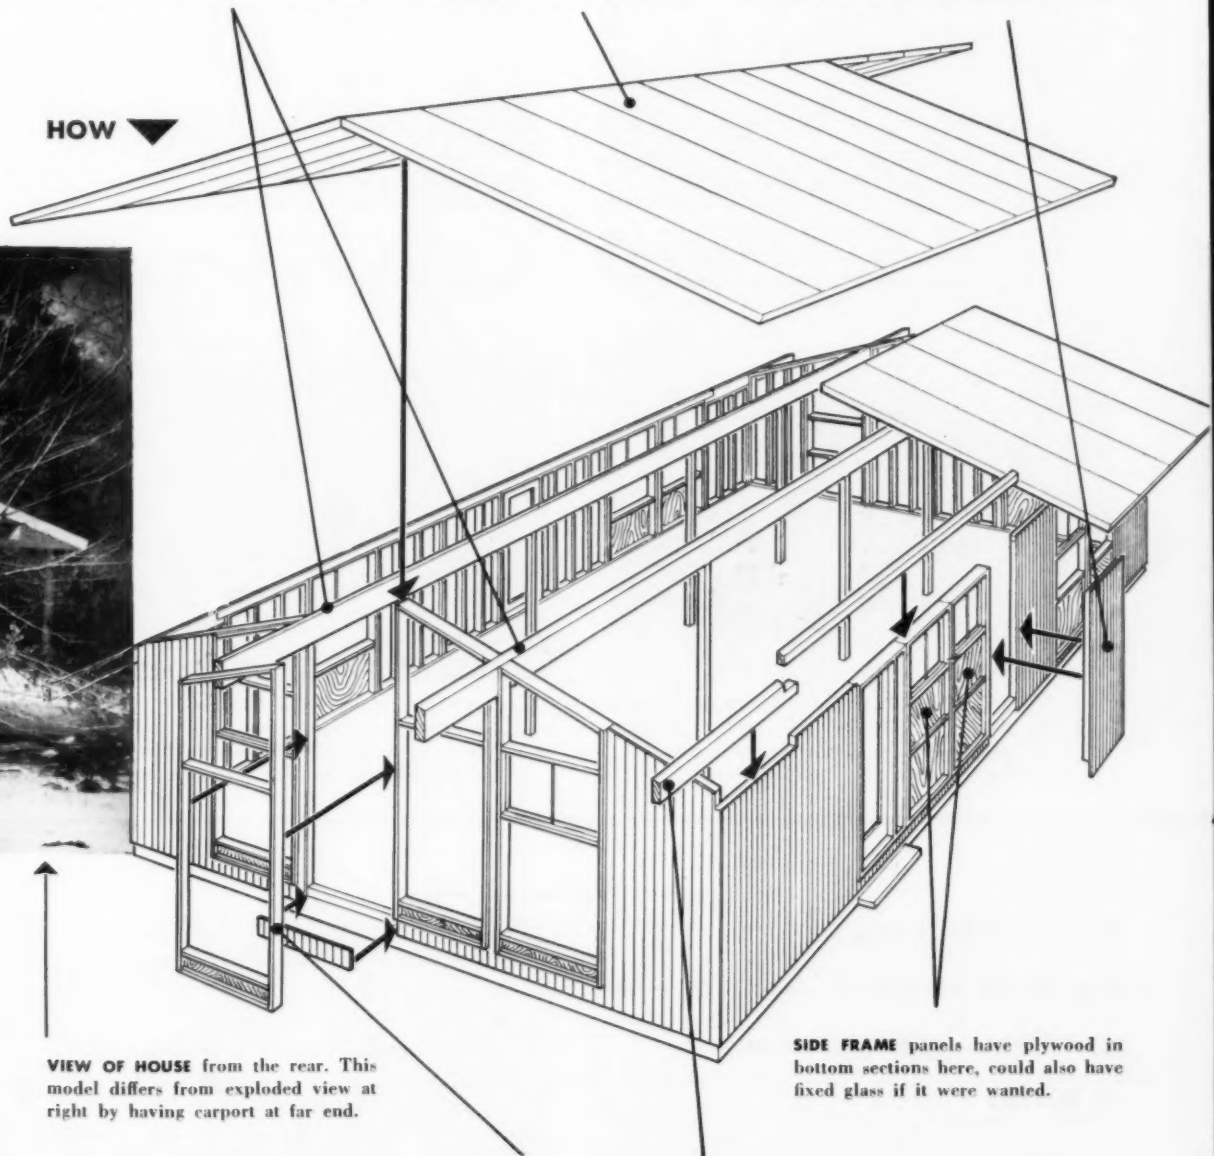 HOW
VIEW OF HOUSE from the rear. This
model differs from exploded view at
right by having carport at far end.
SIDE FRAME panels have plywood in
bottom sections here, could also have
fixed glass if it were wanted.